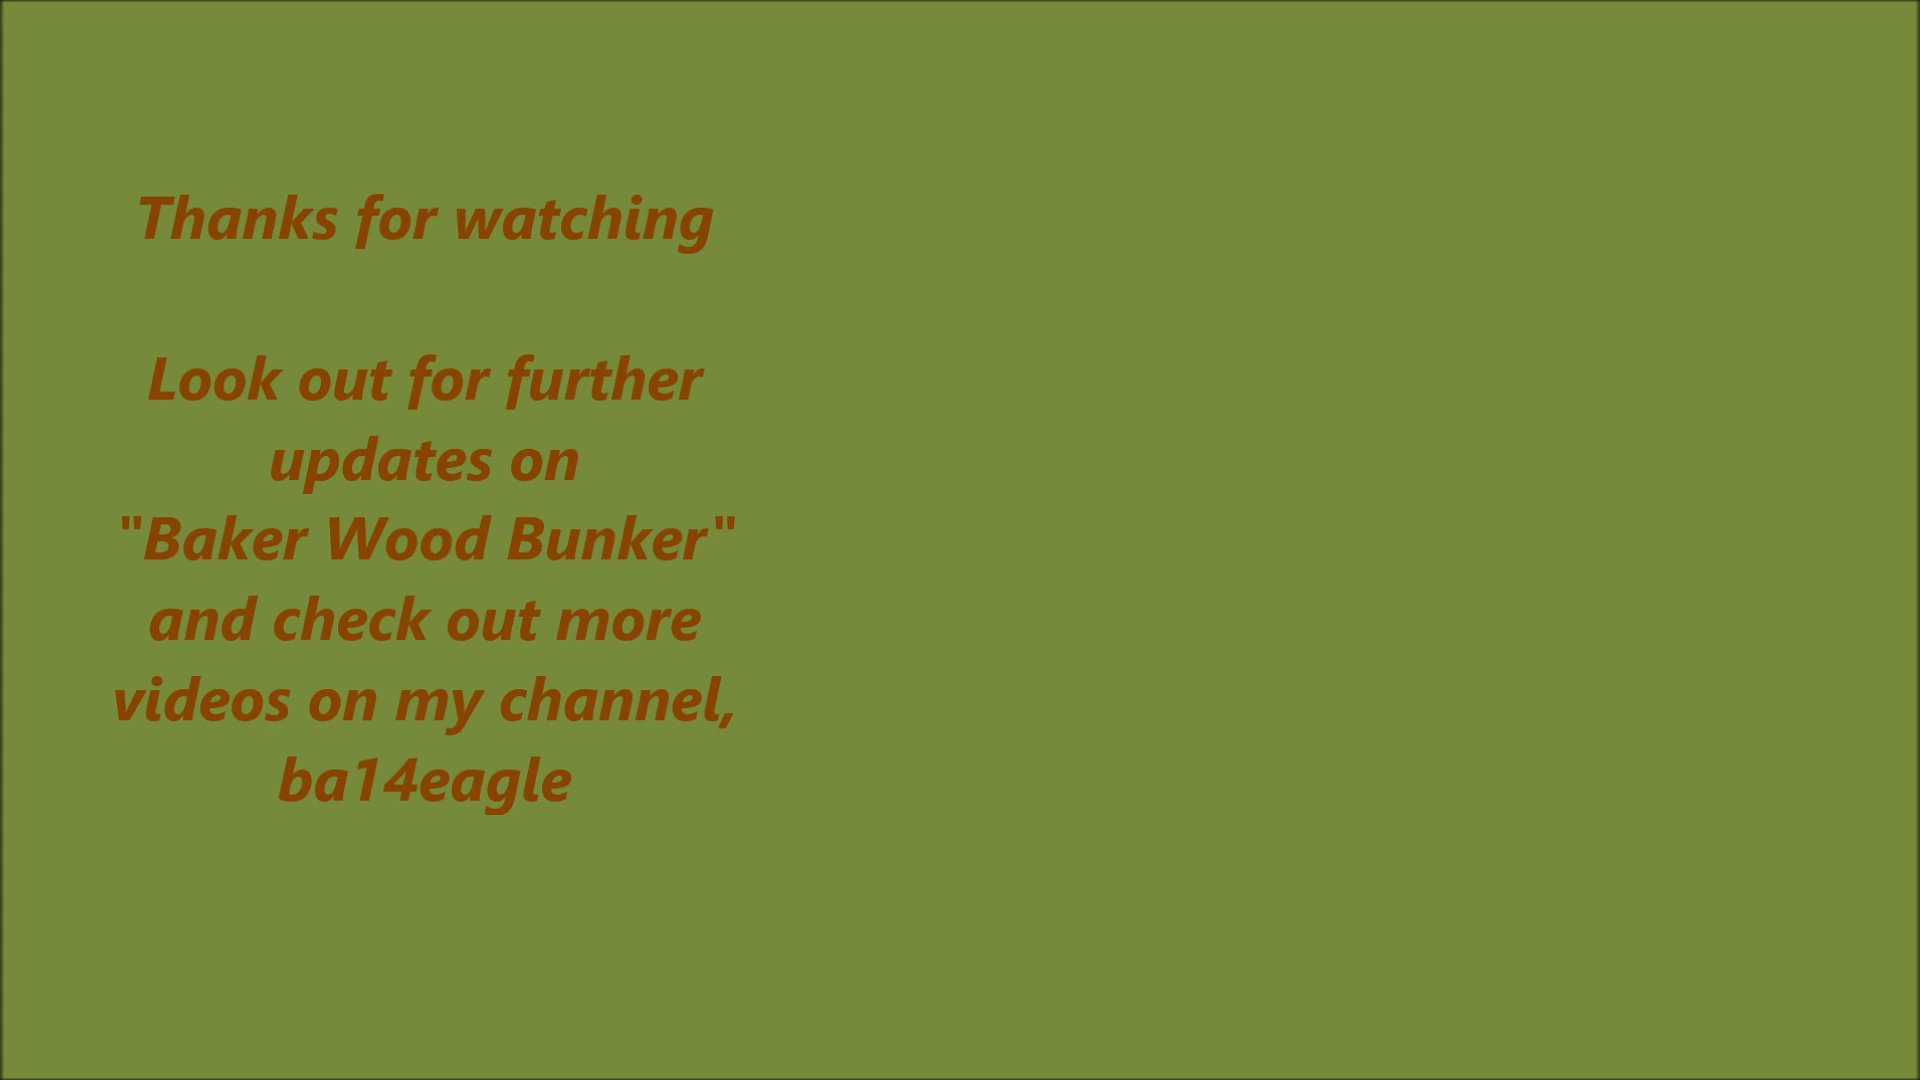 Thanks for watching
Look out for further
updates on
"Baker Wood Bunker"
and check out more
videos on my channel,
ba14eagle